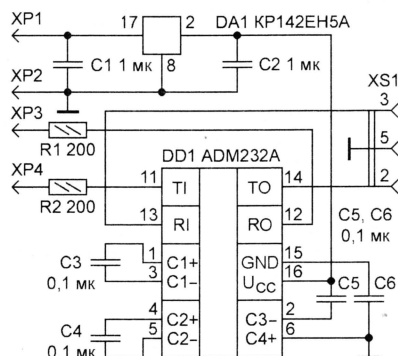 XP1 17 2 DA1 КР142ЕН5А
C1 1 мк 8 C2 1 мк
XP2
XS1
XP3 3
R1 200 5
DD1 ADM232A
XP4 11 TI TO 14 2
R2 200
13 RI RO 12 C5, C6
0,1 мк
C3 1 C1+ GND 15
0,1 мк 3 C1- UCC 16 C5 C6
4 C2+ C3- 2
C4 5 C2- C4+ 6
0,1 мк